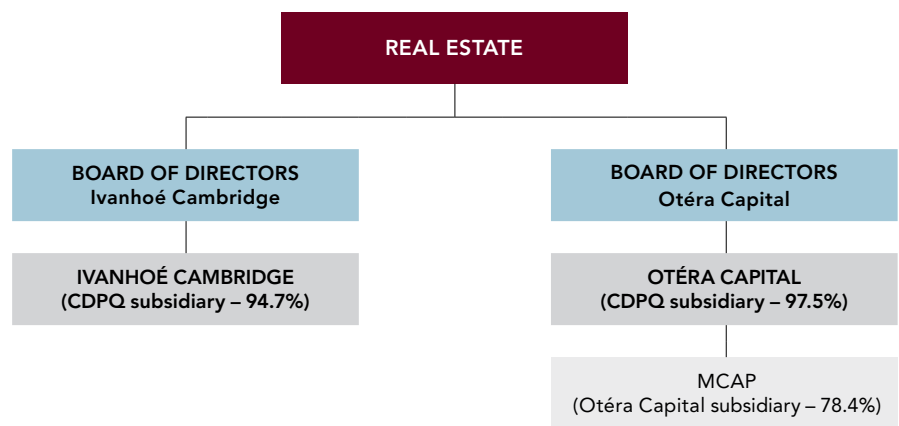 REAL ESTATE
BOARD OF DIRECTORS
Ivanhoé Cambridge
BOARD OF DIRECTORS
Otéra Capital
IVANHOÉ CAMBRIDGE
(CDPQ subsidiary – 94.7%)
OTÉRA CAPITAL
(CDPQ subsidiary – 97.5%)
MCAP
(Otéra Capital subsidiary – 78.4%)